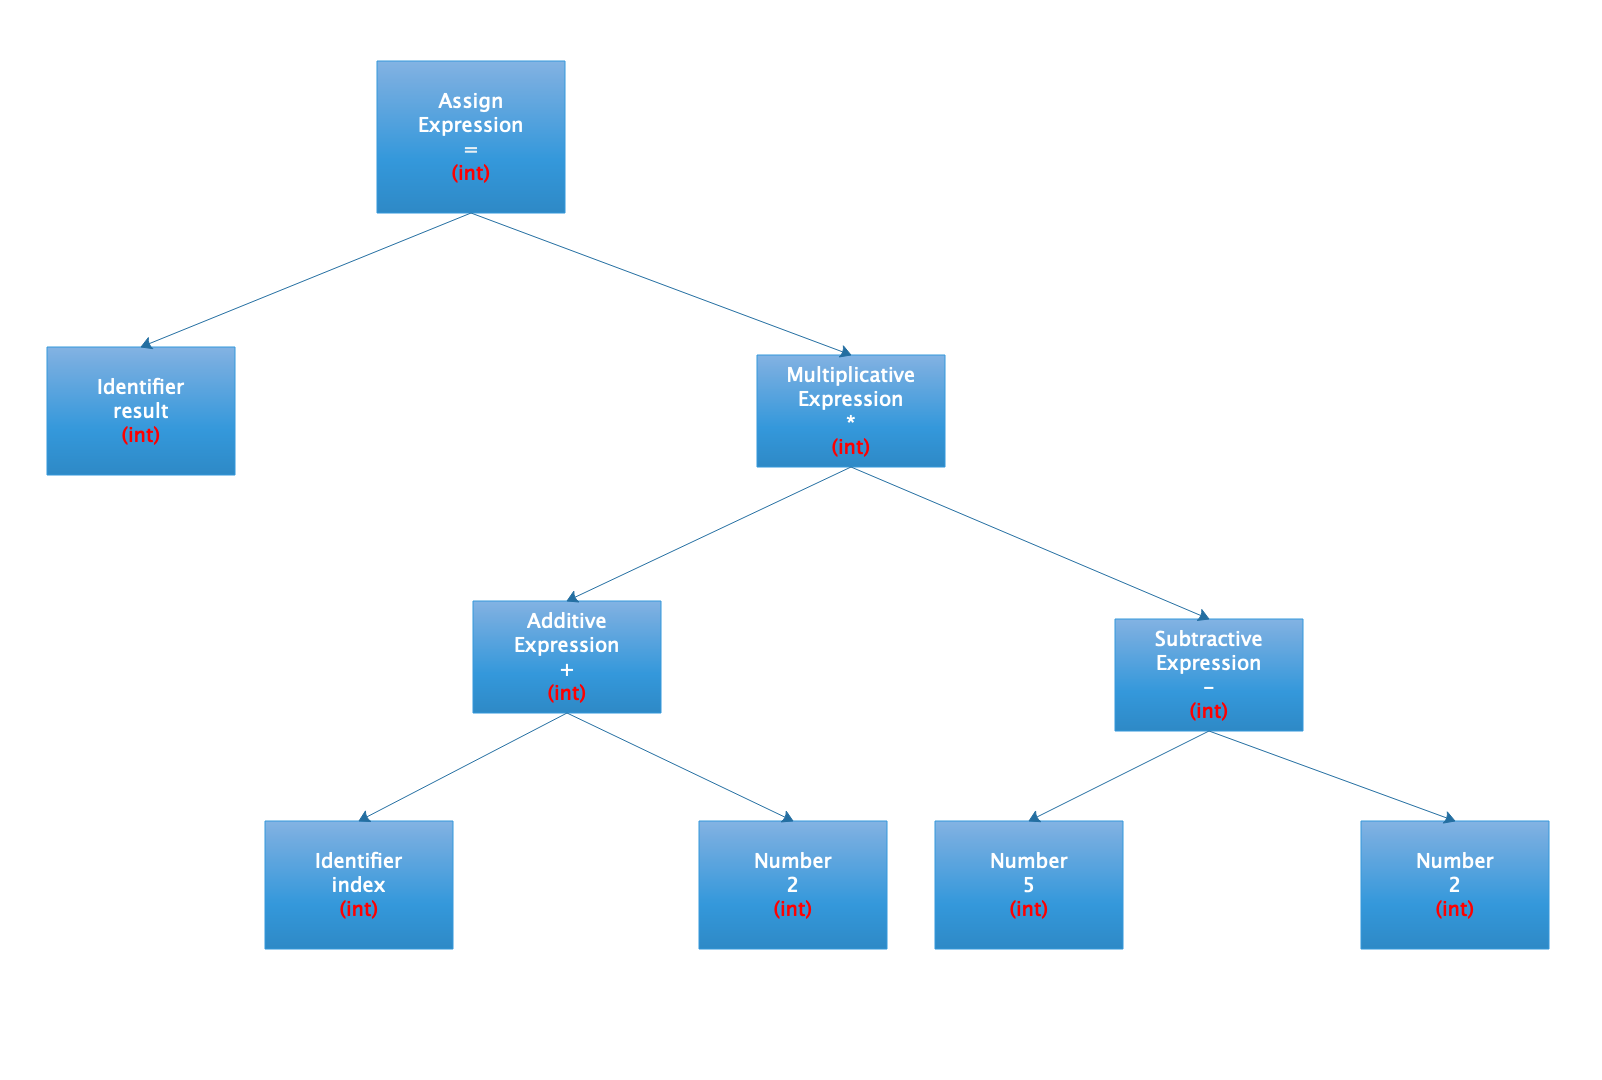 Assign
Expression
=
(int)
Identifier
result
(int)
Multiplicative
Expression
*
(int)
Additive
Expression
+
(int)
Subtractive
Expression
-
(int)
Identifier
index
(int)
Number
2
(int)
Number
5
(int)
Number
2
(int)